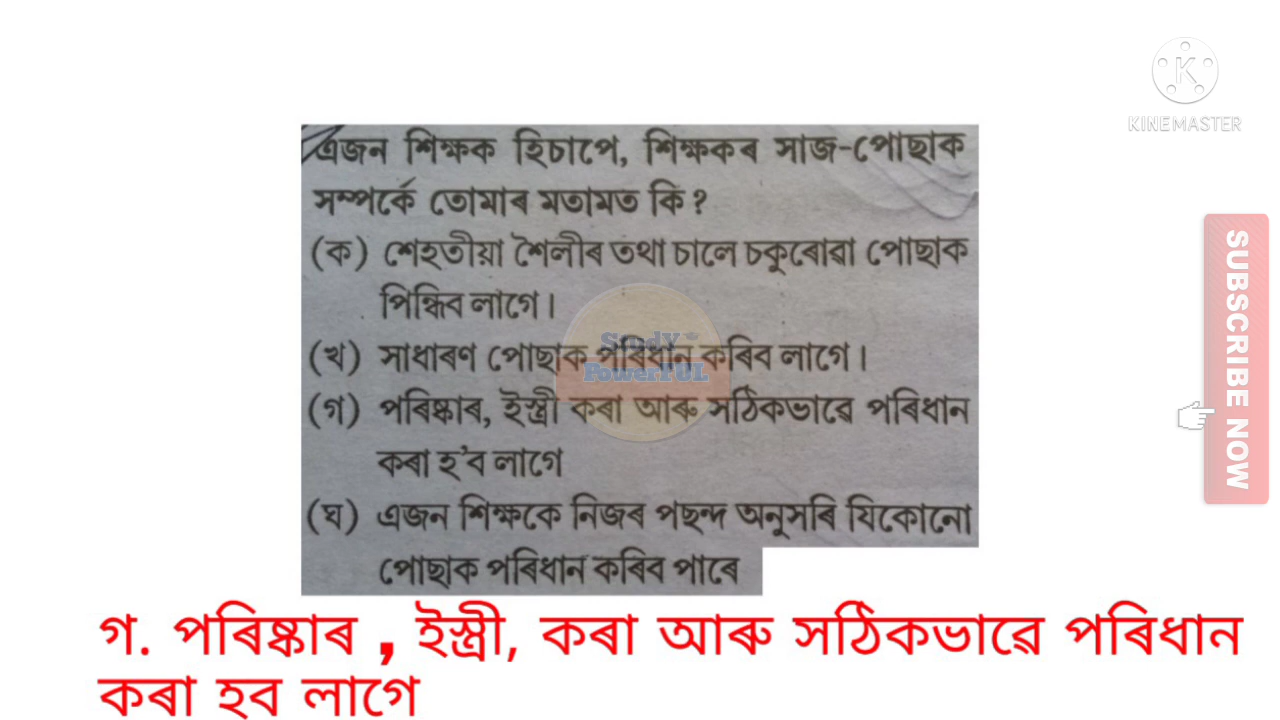 KINEMASTER
এজন শিক্ষক হিচাপে, শিক্ষকৰ সাজ-পোছাক
সম্পৰ্কে তোমাৰ মতামত কি ?
(ক) শেহতীয়া শৈলীৰ তথা চালে চকুৰোৱা পোছাক
পিন্ধিব লাগে।
(খ) সাধাৰণ পোছাক পৰিধান কৰিব লাগে।
StudY
PowerFUL
(গ) পৰিষ্কাৰ, ইস্ত্ৰী কৰা আৰু সঠিকভাৱে পৰিধান
কৰা হ'ব লাগে
(ঘ) এজন শিক্ষকে নিজৰ পছন্দ অনুসৰি যিকোনো
পোছাক পৰিধান কৰিব পাৰে
SUBSCRIBE NOW
গ. পৰিষ্কাৰ , ইস্ত্ৰী, কৰা আৰু সঠিকভাৱে পৰিধান
কৰা হব লাগে